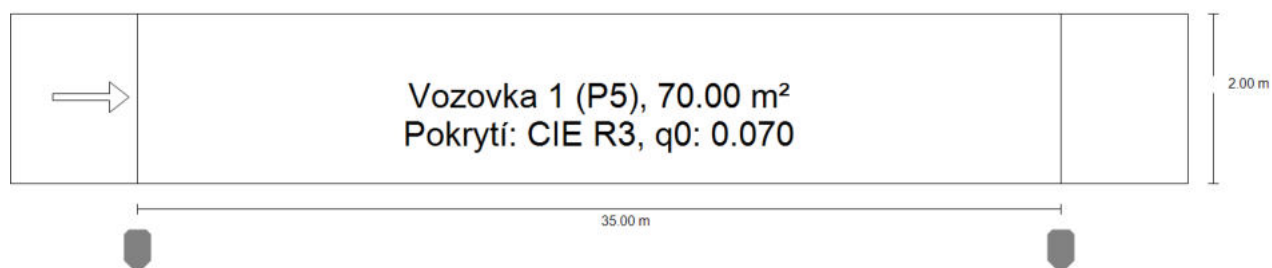 Vozovka 1 (P5), 70.00 m²
Pokrytí: CIE R3, q0: 0.070
2.00 m
35.00 m